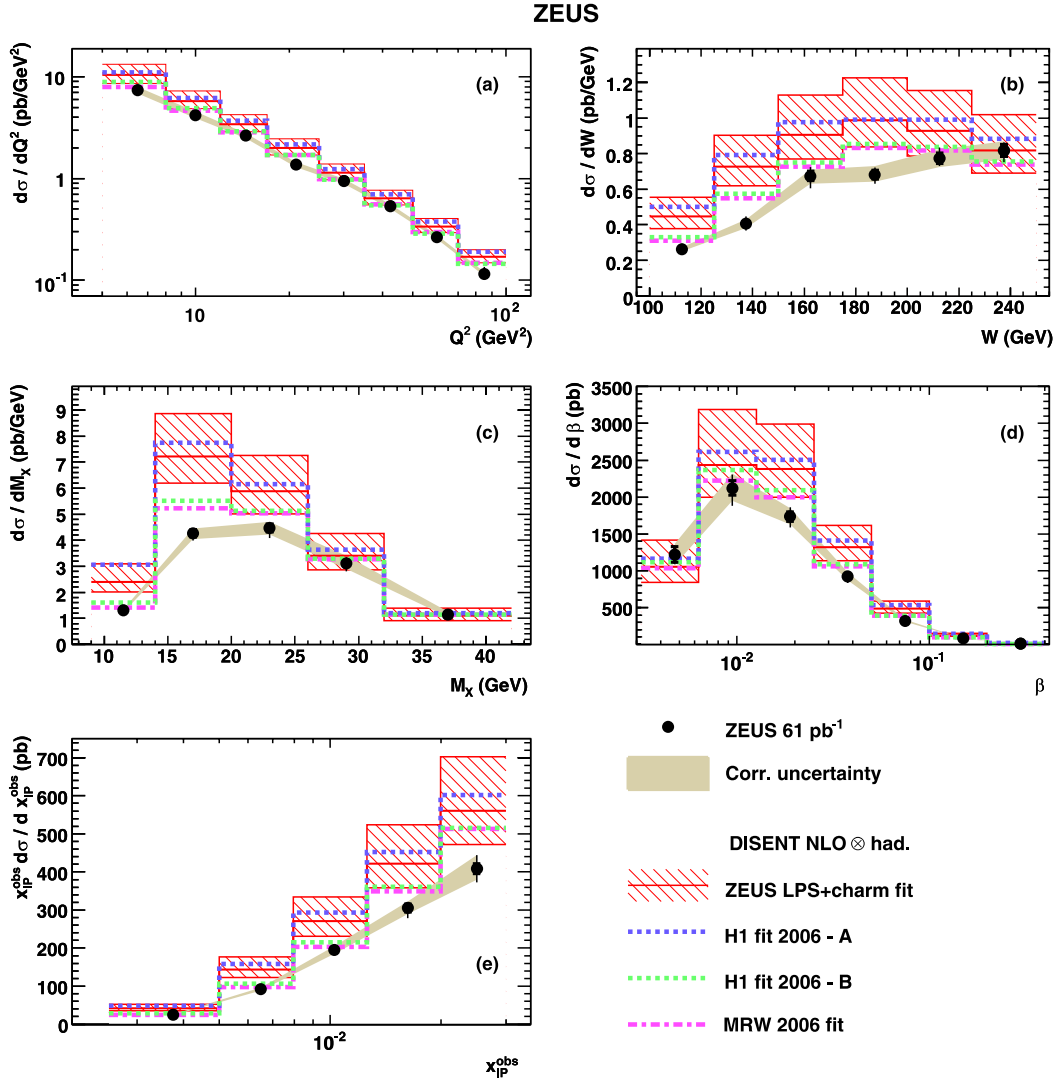 ZEUS
dσ / dQ² (pb/GeV²)
10
1
10⁻¹
(a)
10
10²
Q² (GeV²)
dσ / dW (pb/GeV)
1.2
1
0.8
0.6
0.4
0.2
0
(b)
100 120 140 160 180 200 220 240
W (GeV)
dσ / dM_X (pb/GeV)
9
8
7
6
5
4
3
2
1
0
(c)
10 15 20 25 30 35 40
M_X (GeV)
dσ / d β (pb)
3500
3000
2500
2000
1500
1000
500
(d)
10⁻² 10⁻¹
β
x_IP^obs dσ / d x_IP^obs (pb)
700
600
500
400
300
200
100
0
(e)
10⁻²
x_IP^obs
ZEUS 61 pb⁻¹
Corr. uncertainty
DISENT NLO ⊗ had.
ZEUS LPS+charm fit
H1 fit 2006 - A
H1 fit 2006 - B
MRW 2006 fit